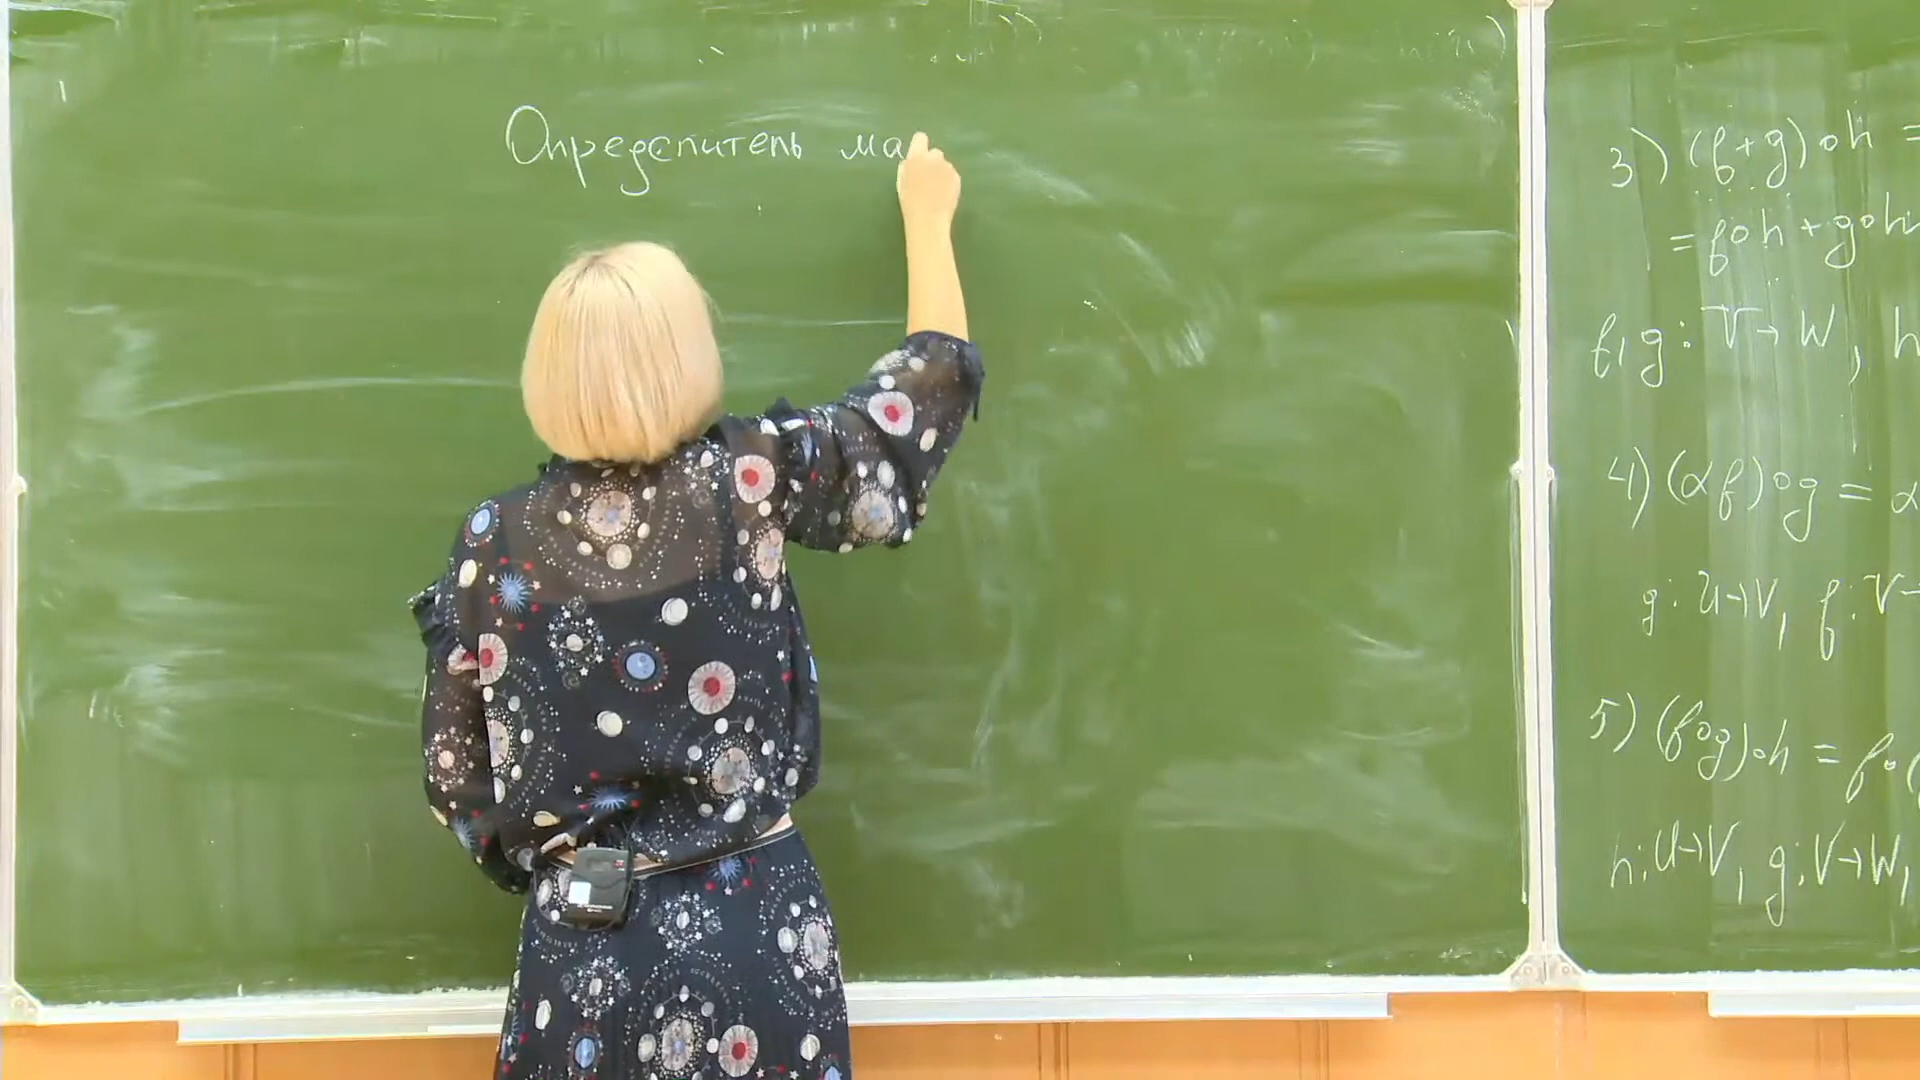 Определитель ма
3) (f+g)∘h =
= f∘h + g∘h
f, g : V → W, h
4) (αf)∘g = α
g : U→V, f : V→
5) (f∘g)∘h = f∘(
h : U→V, g : V→W,